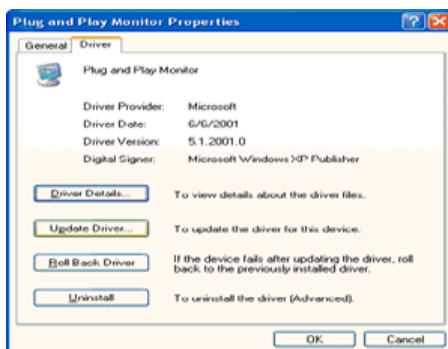 Plug and Play Monitor Properties
General Driver
Plug and Play Monitor
Driver Provider: Microsoft
Driver Date: 6/6/2001
Driver Version: 5.1.2001.0
Digital Signer: Microsoft Windows XP Publisher
Driver Details... To view details about the driver files.
Update Driver... To update the driver for this device.
Roll Back Driver If the device fails after updating the driver, roll
back to the previously installed driver.
Uninstall To uninstall the driver (Advanced).
OK Cancel